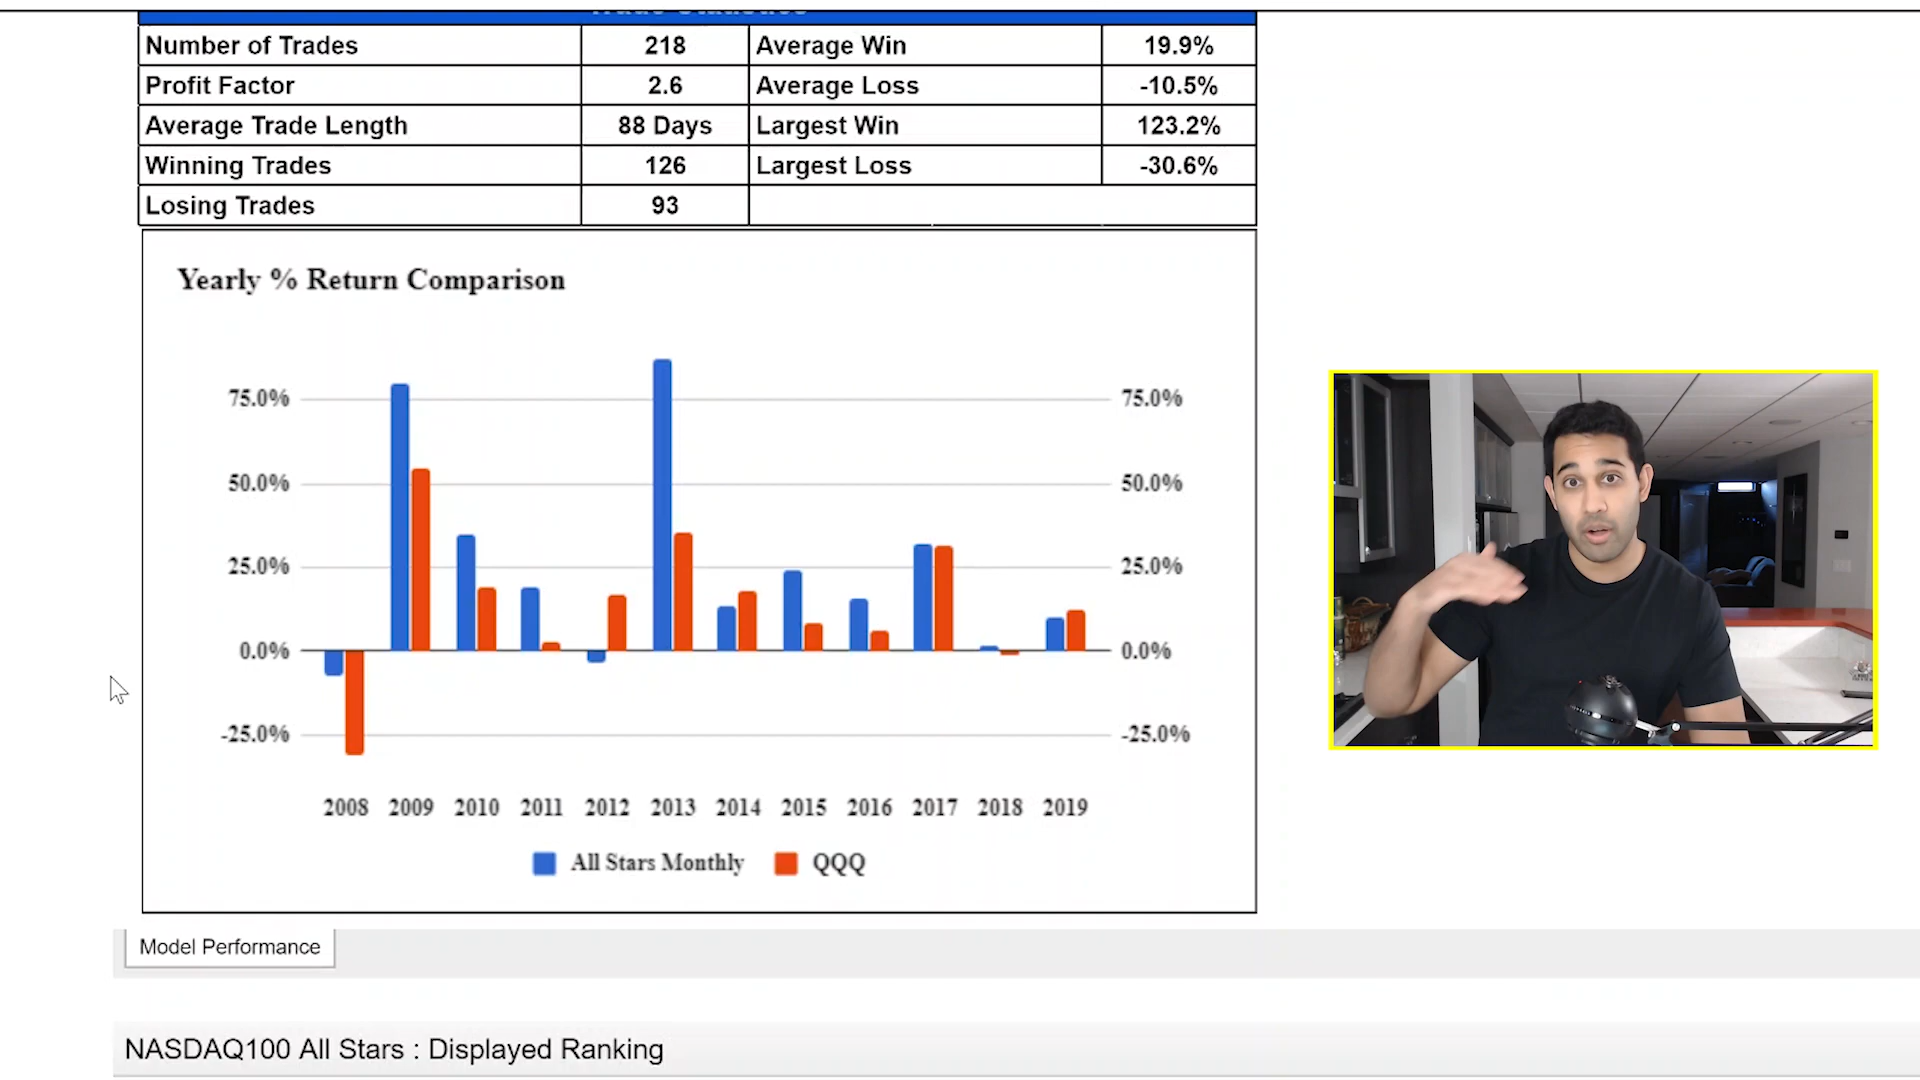 Trade Statistics
Number of Trades 218 Average Win 19.9%
Profit Factor 2.6 Average Loss -10.5%
Average Trade Length 88 Days Largest Win 123.2%
Winning Trades 126 Largest Loss -30.6%
Losing Trades 93
Yearly % Return Comparison
75.0% 75.0%
50.0% 50.0%
25.0% 25.0%
0.0% 0.0%
-25.0% -25.0%
2008 2009 2010 2011 2012 2013 2014 2015 2016 2017 2018 2019
All Stars Monthly QQQ
Model Performance
NASDAQ100 All Stars : Displayed Ranking